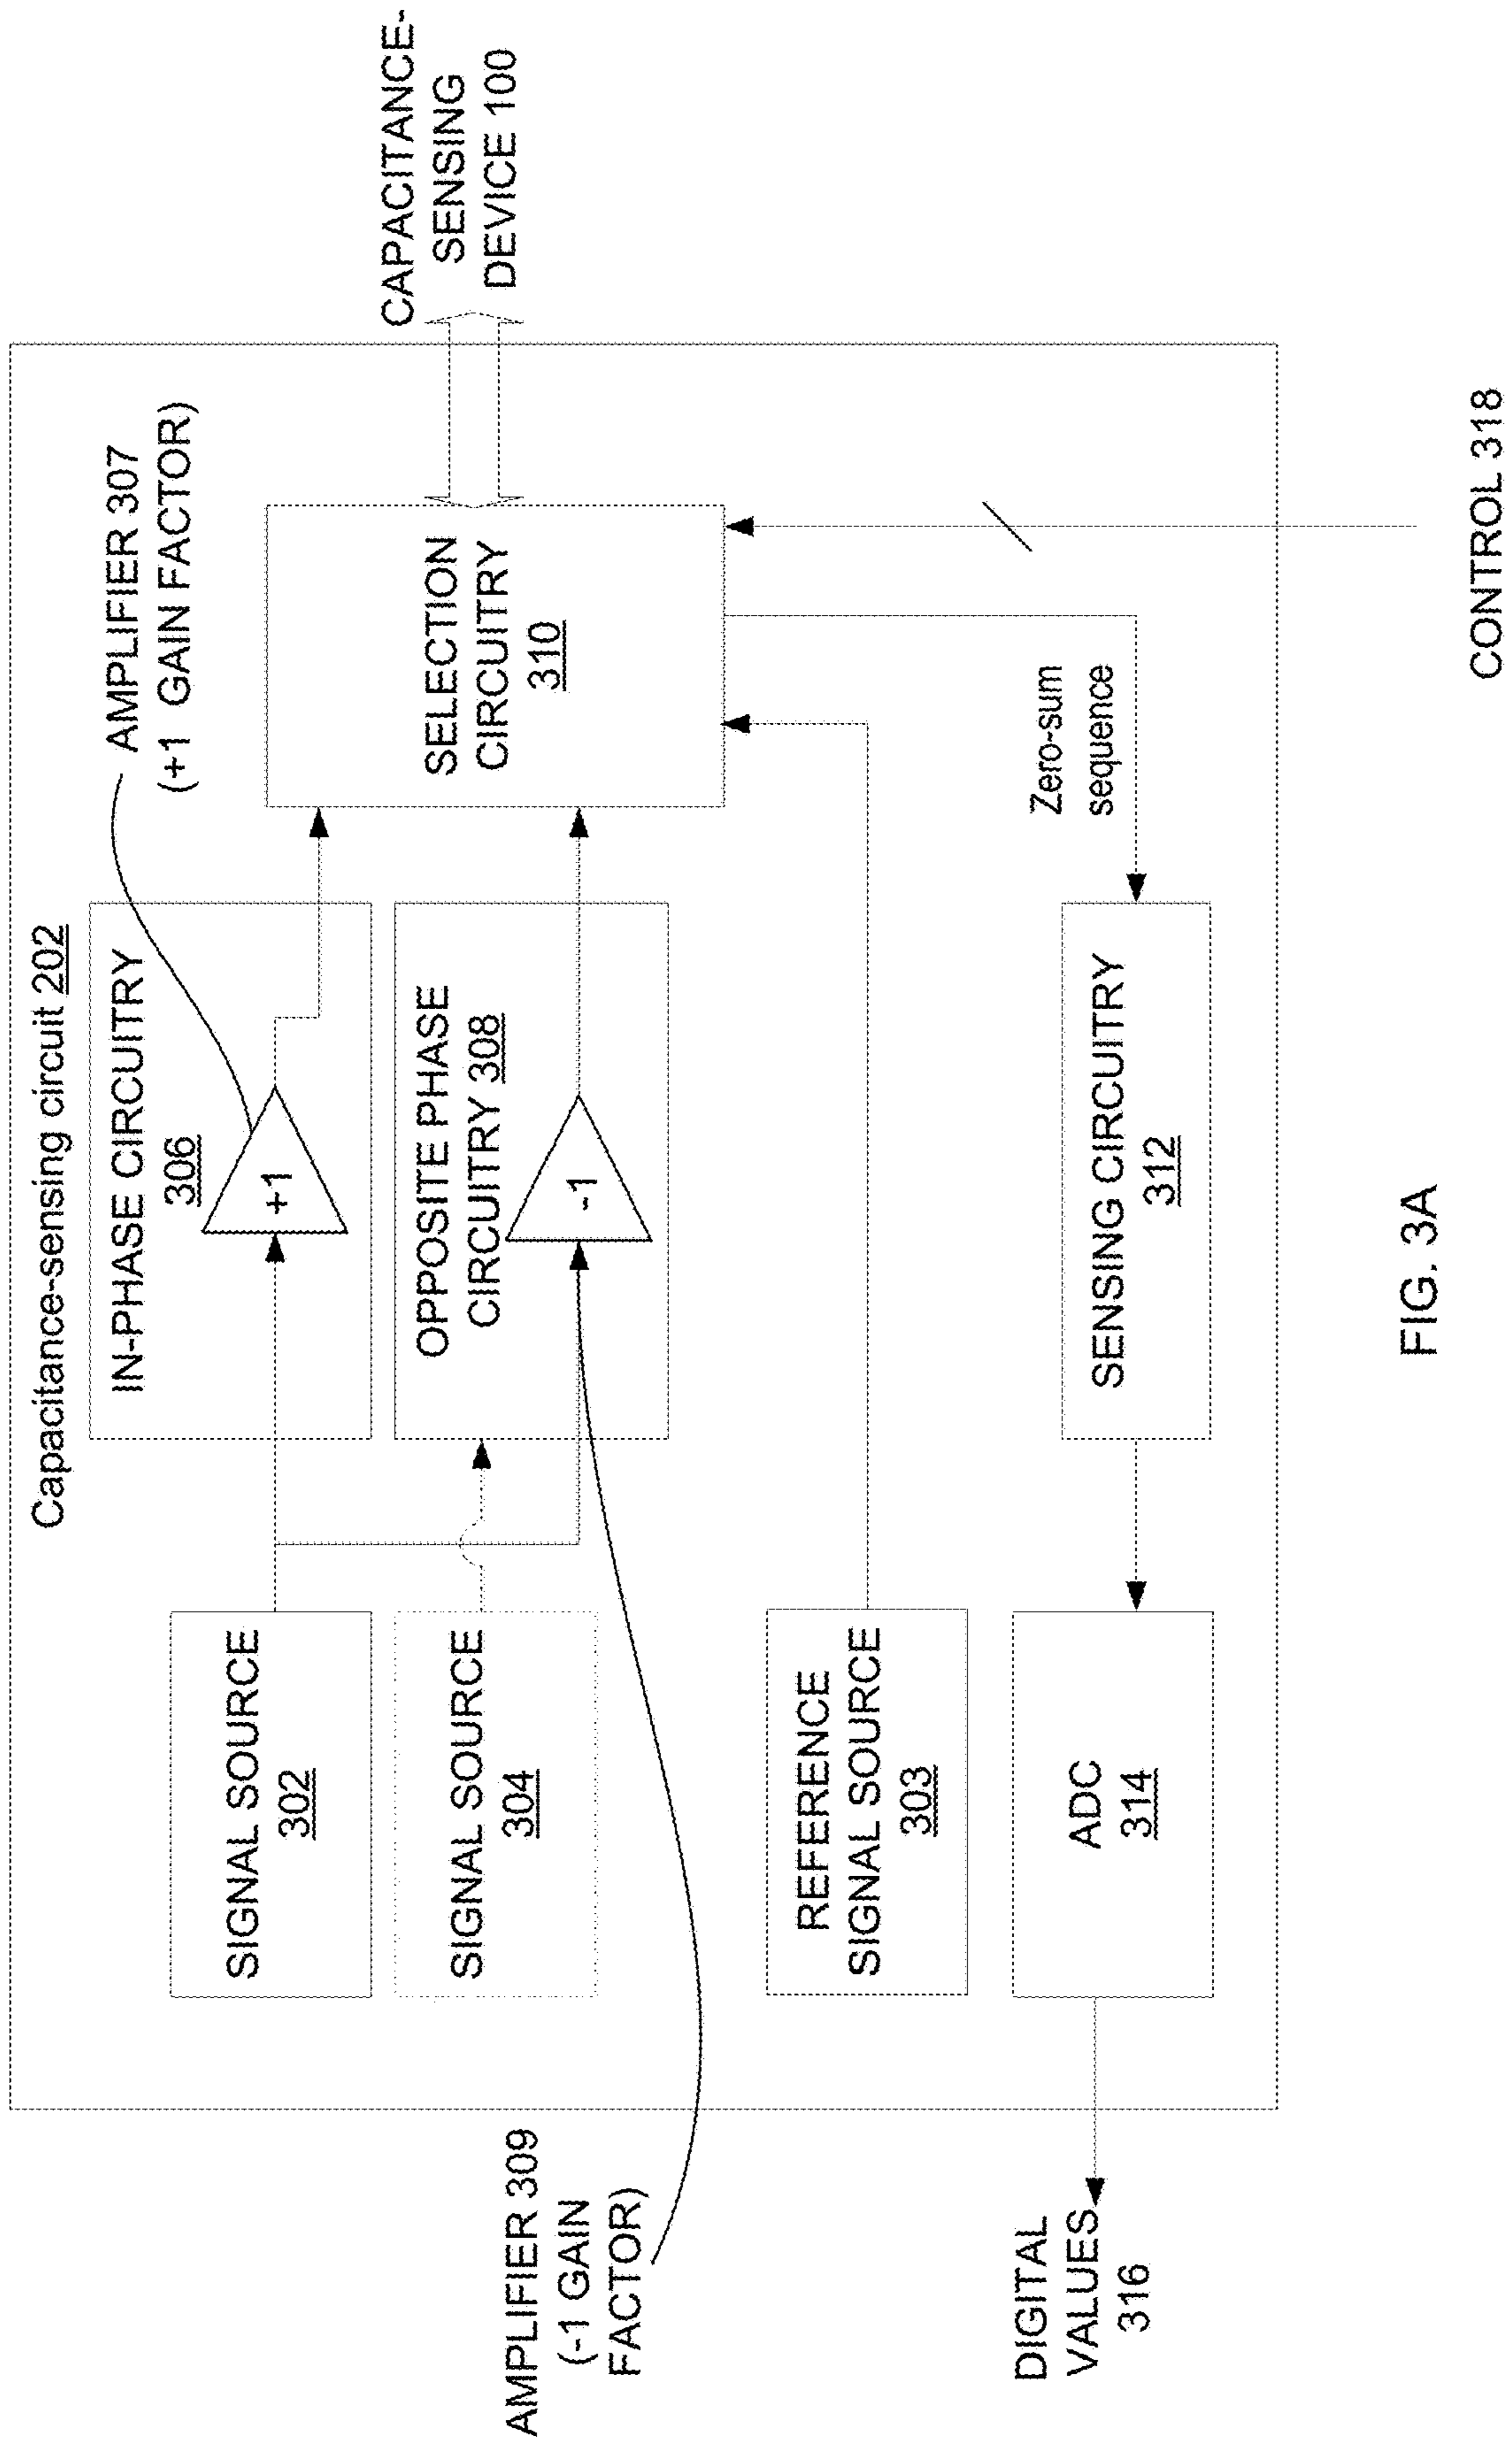 Capacitance-sensing circuit 202
AMPLIFIER 307
(+1 GAIN FACTOR)
CAPACITANCE-
SENSING
DEVICE 100
SIGNAL SOURCE
302
IN-PHASE CIRCUITRY
306
+1
SIGNAL SOURCE
304
OPPOSITE PHASE
CIRCUITRY 308
-1
SELECTION
CIRCUITRY
310
AMPLIFIER 309
(-1 GAIN
FACTOR)
REFERENCE
SIGNAL SOURCE
303
Zero-sum
sequence
ADC
314
SENSING CIRCUITRY
312
DIGITAL
VALUES
316
CONTROL 318
FIG. 3A